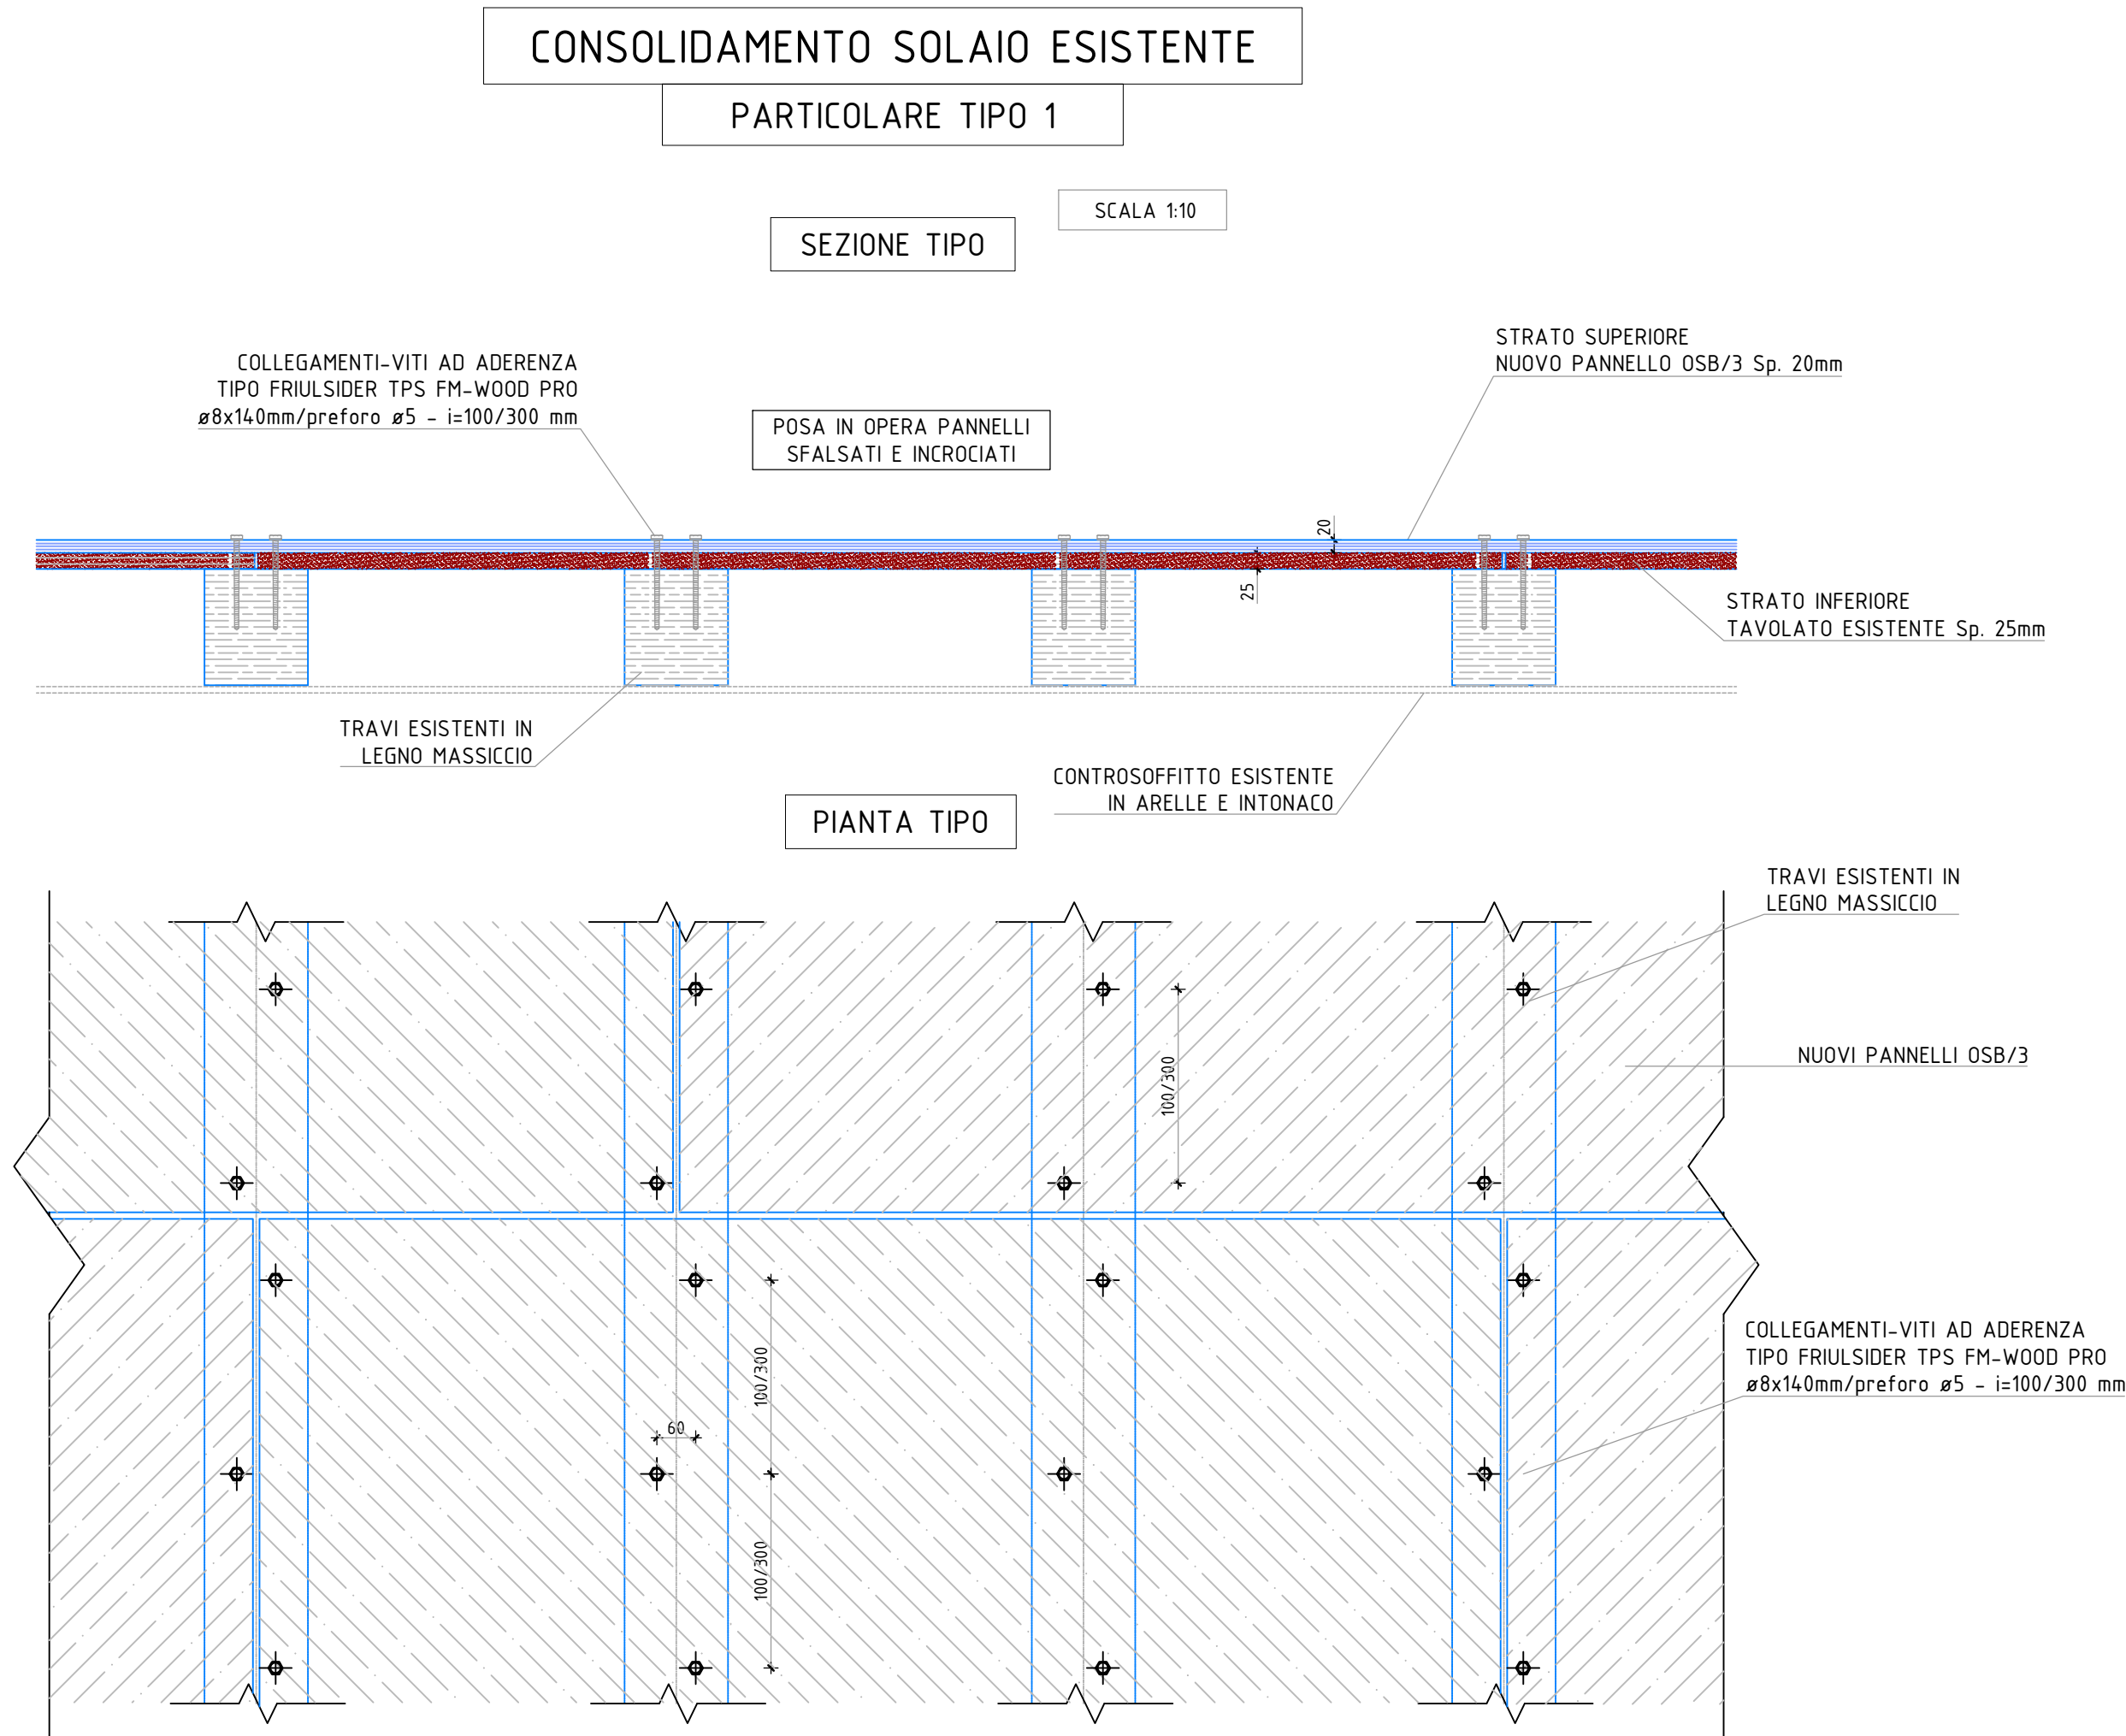 CONSOLIDAMENTO SOLAIO ESISTENTE
PARTICOLARE TIPO 1
SCALA 1:10
SEZIONE TIPO
STRATO SUPERIORE
NUOVO PANNELLO OSB/3 Sp. 20mm
COLLEGAMENTI-VITI AD ADERENZA
TIPO FRIULSIDER TPS FM-WOOD PRO
ø8x140mm/preforo ø5 - i=100/300 mm
POSA IN OPERA PANNELLI
SFALSATI E INCROCIATI
20
25
STRATO INFERIORE
TAVOLATO ESISTENTE Sp. 25mm
TRAVI ESISTENTI IN
LEGNO MASSICCIO
CONTROSOFFITTO ESISTENTE
IN ARELLE E INTONACO
PIANTA TIPO
TRAVI ESISTENTI IN
LEGNO MASSICCIO
NUOVI PANNELLI OSB/3
100/300
COLLEGAMENTI-VITI AD ADERENZA
TIPO FRIULSIDER TPS FM-WOOD PRO
ø8x140mm/preforo ø5 - i=100/300 mm
100/300
60
100/300